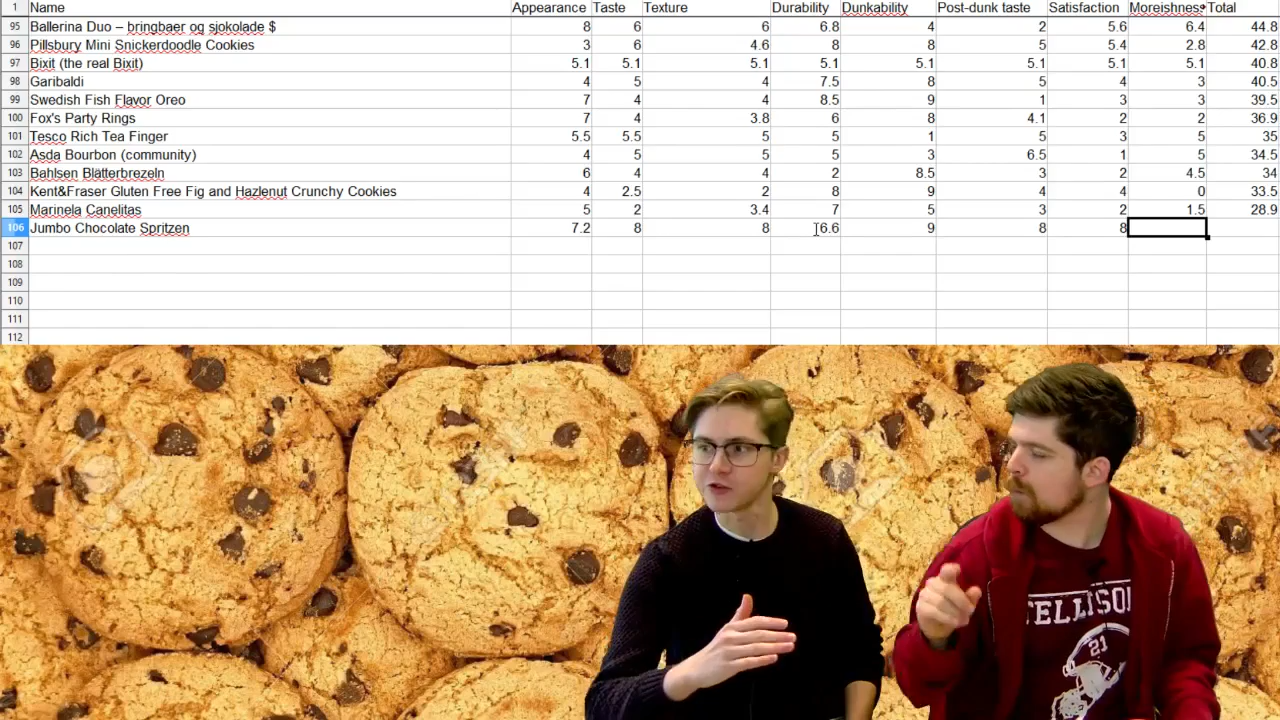 1 Name Appearance Taste Texture Durability Dunkability Post-dunk taste Satisfaction Moreishnes Total
95 Ballerina Duo – bringbaer og sjokolade $ 8 6 6 6.8 4 2 5.6 6.4 44.8
96 Pillsbury Mini Snickerdoodle Cookies 3 6 4.6 8 8 5 5.4 2.8 42.8
97 Bixit (the real Bixit) 5.1 5.1 5.1 5.1 5.1 5.1 5.1 5.1 40.8
98 Garibaldi 4 5 4 7.5 8 5 4 3 40.5
99 Swedish Fish Flavor Oreo 7 4 4 8.5 9 1 3 3 39.5
100 Fox's Party Rings 7 4 3.8 6 8 4.1 2 2 36.9
101 Tesco Rich Tea Finger 5.5 5.5 5 5 1 5 3 5 35
102 Asda Bourbon (community) 4 5 5 5 3 6.5 1 5 34.5
103 Bahlsen Blätterbrezeln 6 4 4 2 8.5 3 2 4.5 34
104 Kent&Fraser Gluten Free Fig and Hazlenut Crunchy Cookies 4 2.5 2 8 9 4 4 0 33.5
105 Marinela Canelitas 5 2 3.4 7 5 3 2 1.5 28.9
106 Jumbo Chocolate Spritzen 7.2 8 8 6.6 9 8 8
107
108
109
110
111
112
21